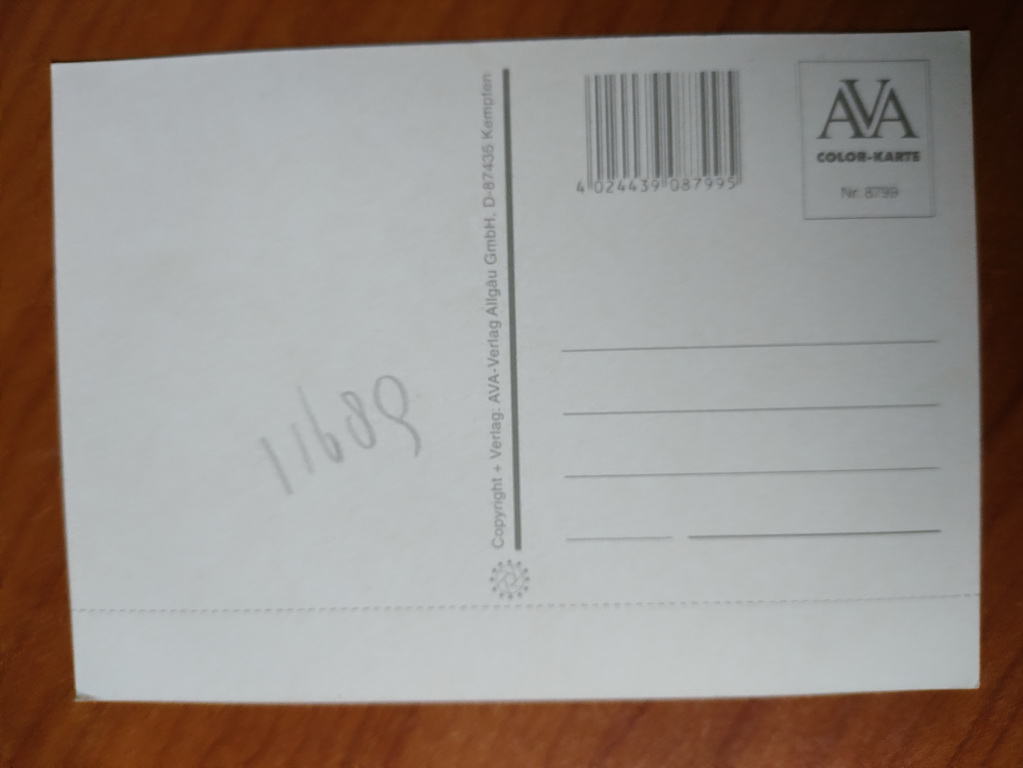 11689
Copyright + Verlag: AVA-Verlag Allgäu GmbH, D-87435 Kempten
4 024439 087995
AVA
COLOR-KARTE
Nr. 8799